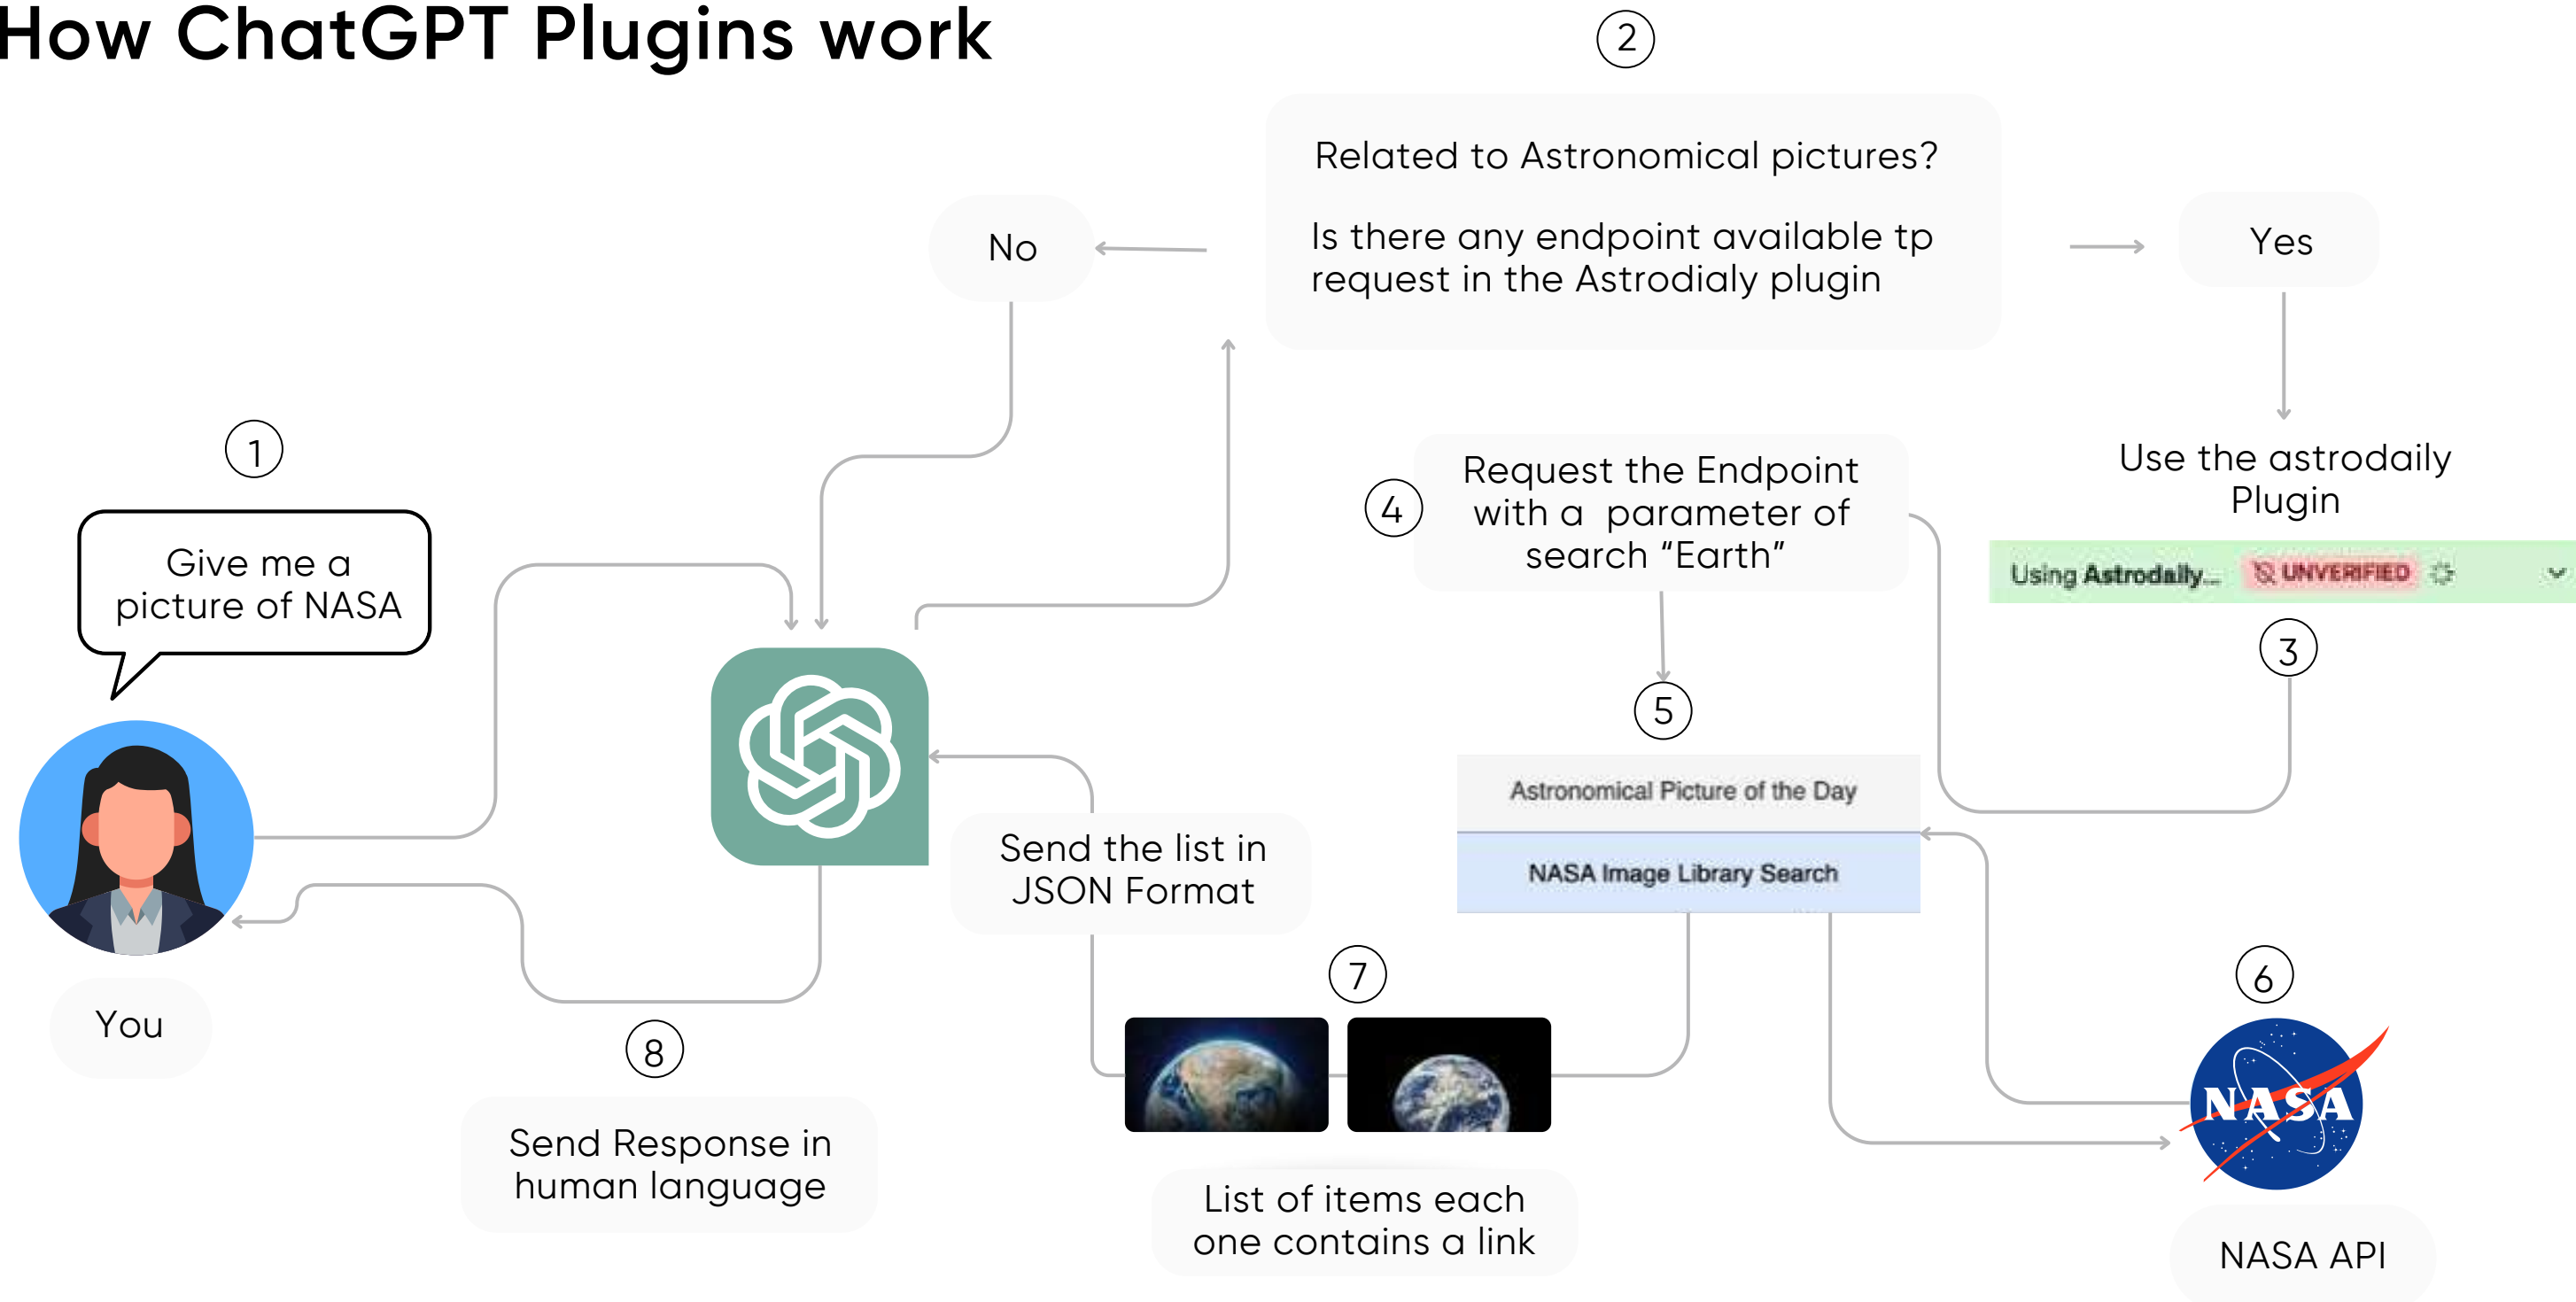 How ChatGPT Plugins work
2
Related to Astronomical pictures?
Is there any endpoint available tp
request in the Astrodialy plugin
No
Yes
1
Give me a
picture of NASA
4
Request the Endpoint
with a parameter of
search “Earth”
Use the astrodaily
Plugin
Using Astrodaily... UNVERIFIED
3
5
Astronomical Picture of the Day
NASA Image Library Search
Send the list in
JSON Format
You
7
6
NASA
8
Send Response in
human language
List of items each
one contains a link
NASA API